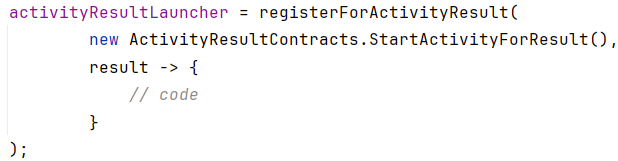 activityResultLauncher = registerForActivityResult(
        new ActivityResultContracts.StartActivityForResult(),
        result -> {
            // code
        }
);